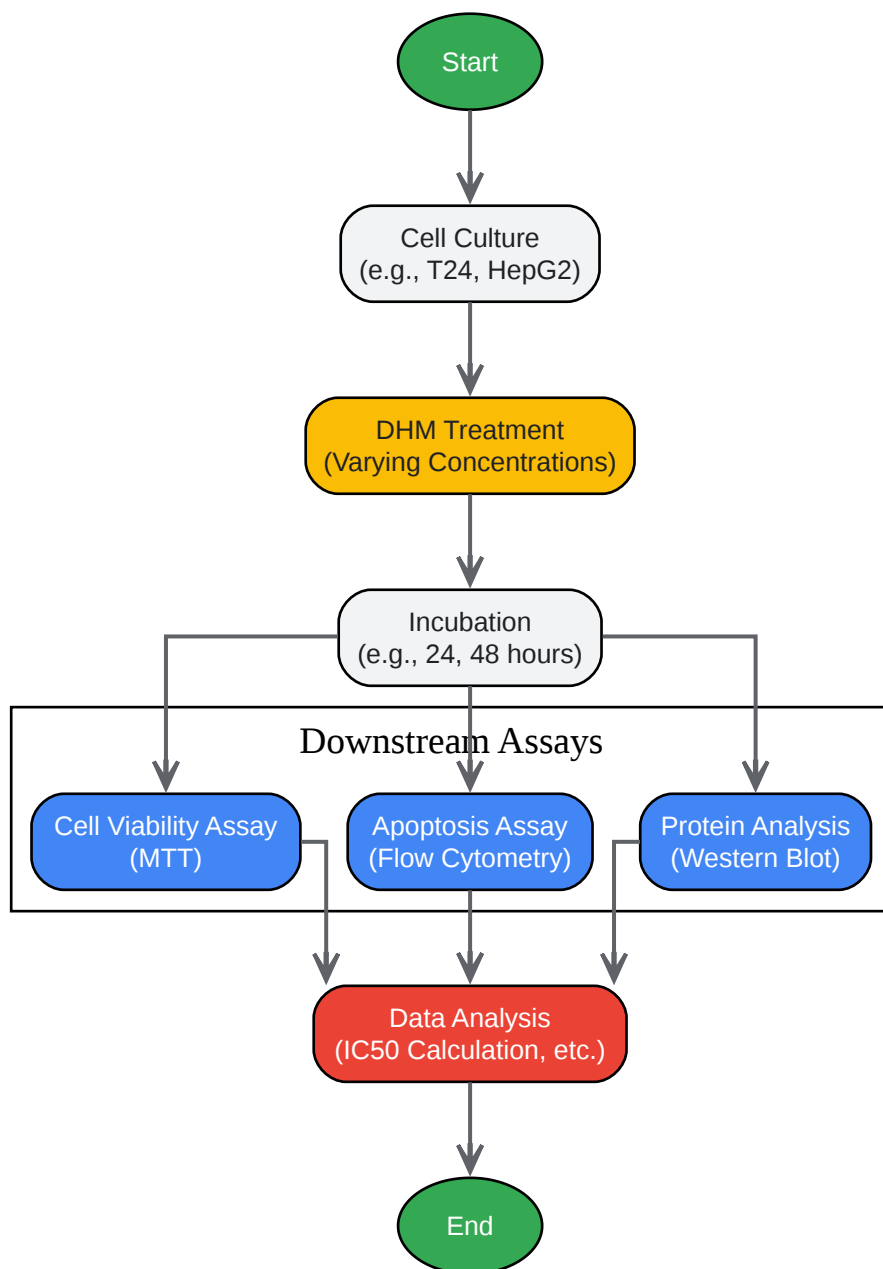 Start
Cell Culture
(e.g., T24, HepG2)
DHM Treatment
(Varying Concentrations)
Incubation
(e.g., 24, 48 hours)
Downstream Assays
Cell Viability Assay
(MTT)
Apoptosis Assay
(Flow Cytometry)
Protein Analysis
(Western Blot)
Data Analysis
(IC50 Calculation, etc.)
End